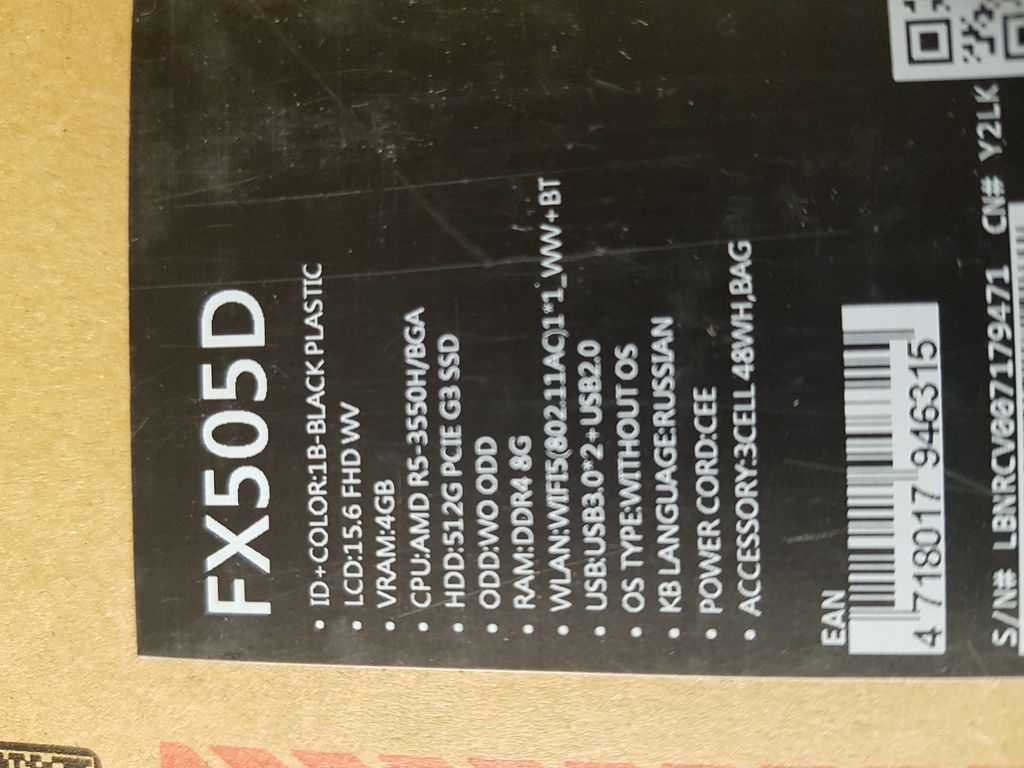 FX505D
• ID+COLOR:1B-BLACK PLASTIC
• LCD:15.6 FHD VWV
• VRAM:4GB
• CPU:AMD R5-3550H/BGA
• HDD:512G PCIE G3 SSD
• ODD:WO ODD
• RAM:DDR4 8G
• WLAN:WIFI5(802.11AC)1*1_WW+BT
• USB:USB3.0*2+USB2.0
• OS TYPE:WITHOUT OS
• KB LANGUAGE:RUSSIAN
• POWER CORD:CEE
• ACCESSORY:3CELL 48WH,BAG
EAN
4 718017 946315
S/N# LBNRCV007179471 CN# Y2LK